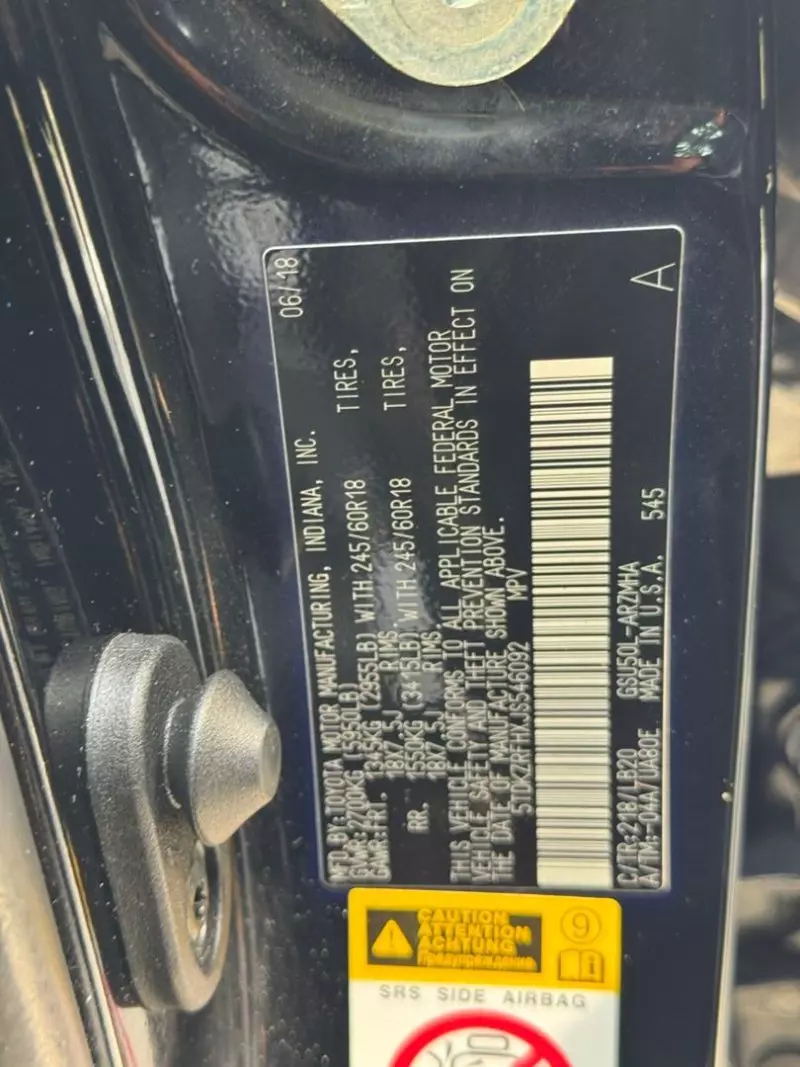 MFD. BY: TOYOTA MOTOR MANUFACTURING, INDIANA, INC. 06/18
GVWR: 2700KG (5950LB)
GAWR: FRT. 1345KG (2955LB) WITH 245/60R18 TIRES,
18X7.5J RIMS
RR. 1550KG (3415LB) WITH 245/60R18 TIRES,
18X7.5J RIMS
THIS VEHICLE CONFORMS TO ALL APPLICABLE FEDERAL MOTOR
VEHICLE SAFETY AND THEFT PREVENTION STANDARDS IN EFFECT ON
THE DATE OF MANUFACTURE SHOWN ABOVE.
5TDKZRFHXJS546092 MPV
C/TR: 218/LB20 GSU50L-ARZMHA A
A/TM:-04A/UA80E MADE IN U.S.A. 545
CAUTION
ATTENTION
ACHTUNG
Предупреждение
9
i
SRS SIDE AIRBAG